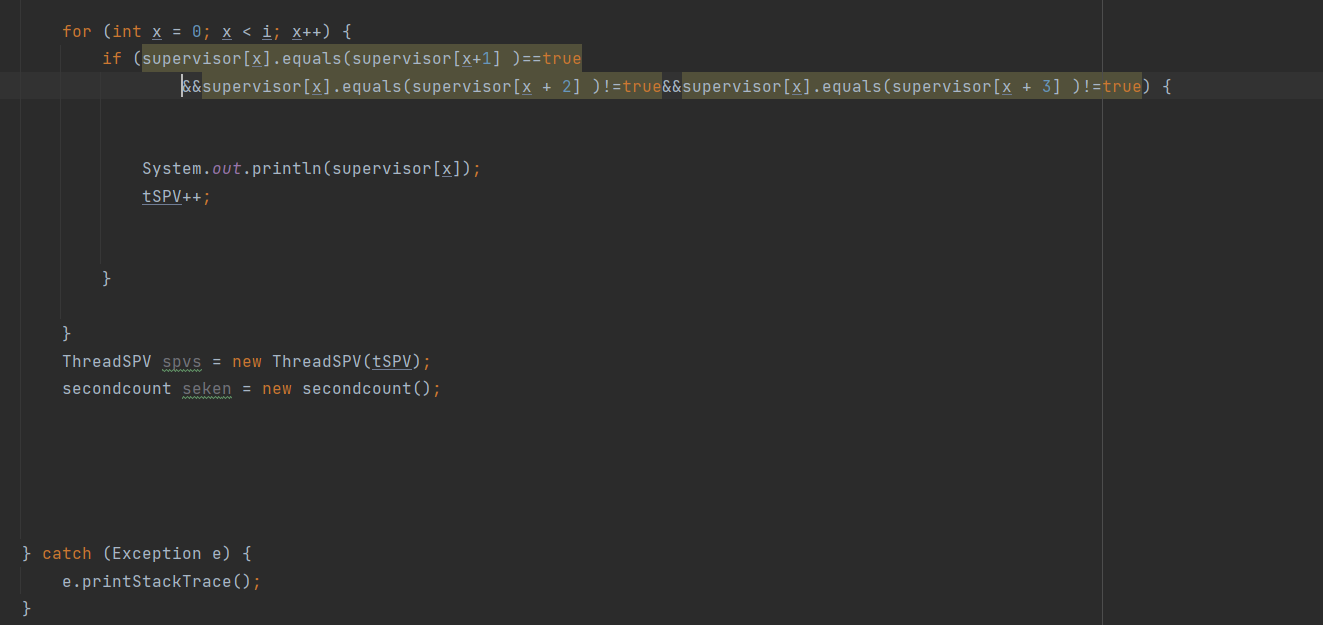 for (int x = 0; x < i; x++) {
if (supervisor[x].equals(supervisor[x+1] )==true
&&supervisor[x].equals(supervisor[x + 2] )!=true&&supervisor[x].equals(supervisor[x + 3] )!=true) {
System.out.println(supervisor[x]);
tSPV++;
}
}
ThreadSPV spvs = new ThreadSPV(tSPV);
secondcount seken = new secondcount();
} catch (Exception e) {
e.printStackTrace();
}